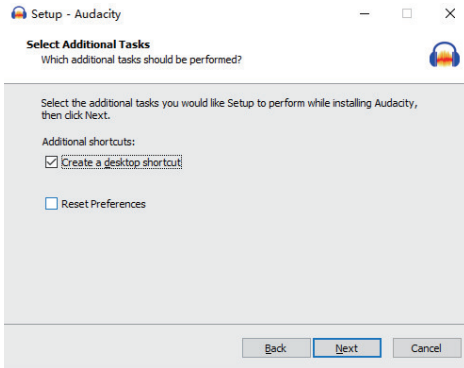 Setup - Audacity
Select Additional Tasks
Which additional tasks should be performed?
Select the additional tasks you would like Setup to perform while installing Audacity,
then click Next.
Additional shortcuts:
Create a desktop shortcut
Reset Preferences
Back Next Cancel